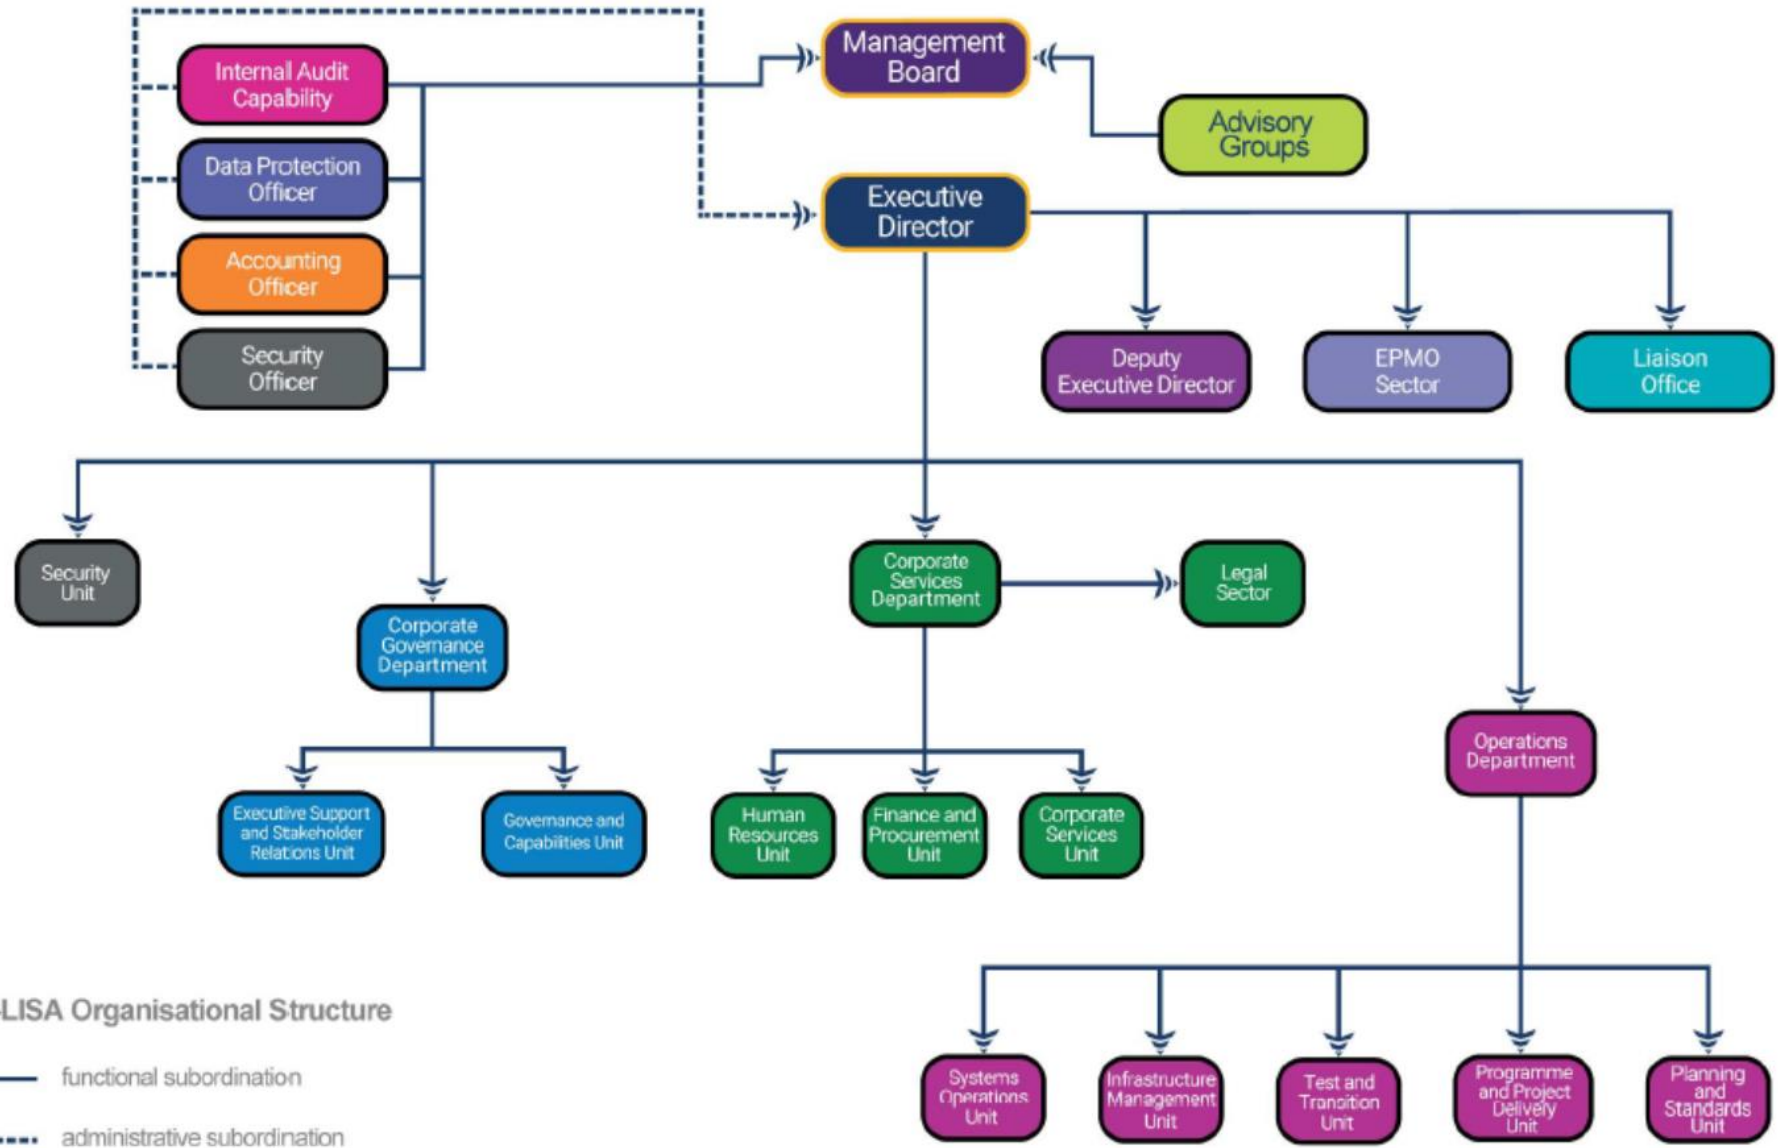 Management
Board
Internal Audit
Capability
Advisory
Groups
Data Protection
Officer
Executive
Director
Accounting
Officer
Security
Officer
Deputy
Executive Director
EPMO
Sector
Liaison
Office
Security
Unit
Corporate
Services
Department
Legal
Sector
Corporate
Governance
Department
Operations
Department
Executive Support
and Stakeholder
Relations Unit
Governance and
Capabilities Unit
Human
Resources
Unit
Finance and
Procurement
Unit
Corporate
Services
Unit
-LISA Organisational Structure
functional subordination
administrative subordination
Systems
Operations
Unit
Infrastructure
Management
Unit
Test and
Transition
Unit
Programme
and Project
Delivery
Unit
Planning
and
Standards
Unit